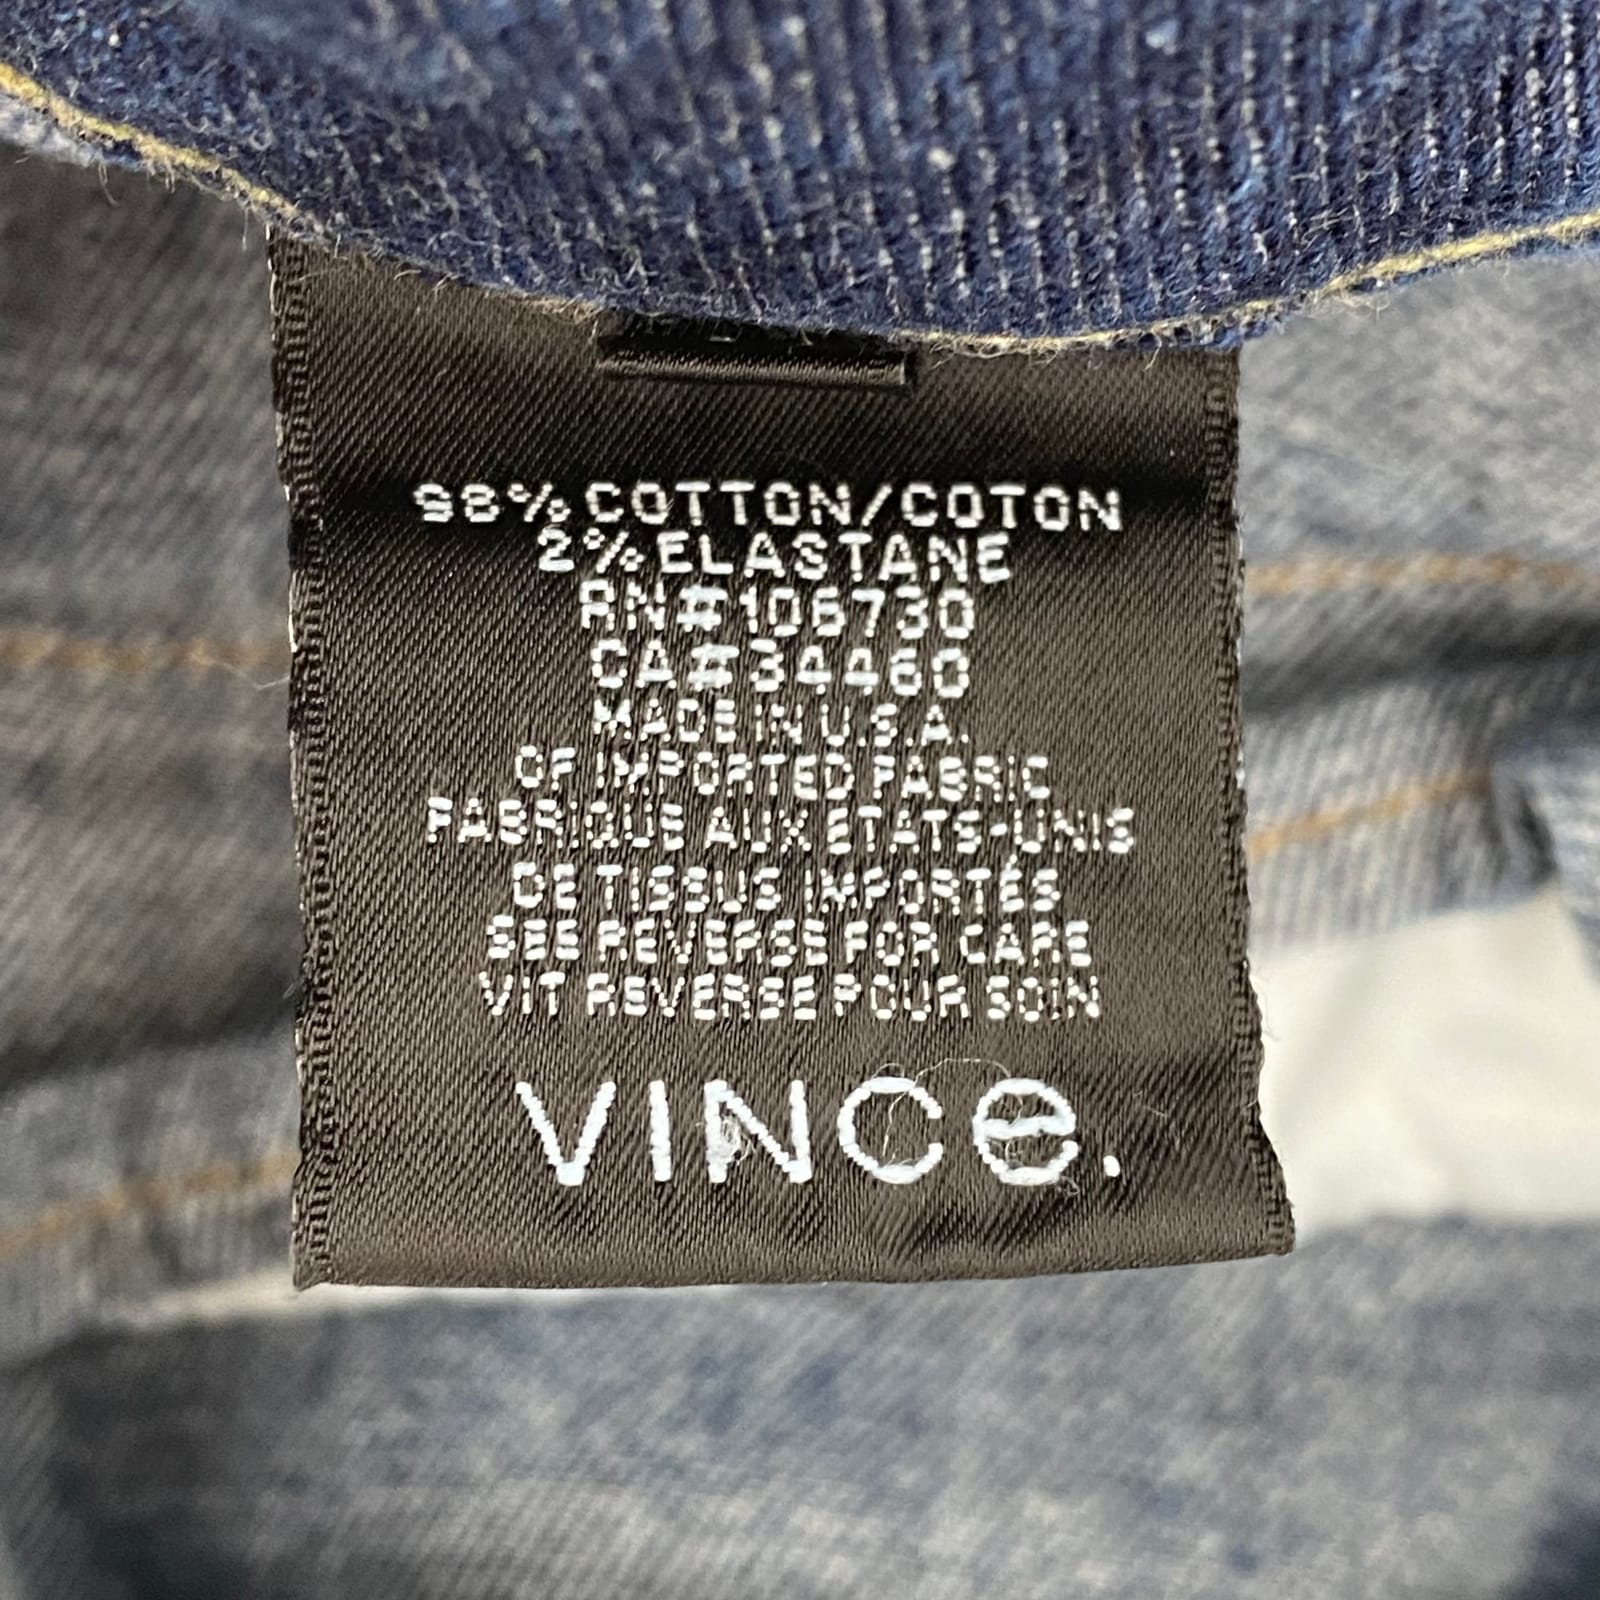 98% COTTON/COTON
2% ELASTANE
RN#106730
CA#34460
MADE IN U.S.A.
OF IMPORTED FABRIC
FABRIQUE AUX ETATS-UNIS
DE TISSUS IMPORTÉS
SEE REVERSE FOR CARE
VIT REVERSE POUR SOIN
VINCe.